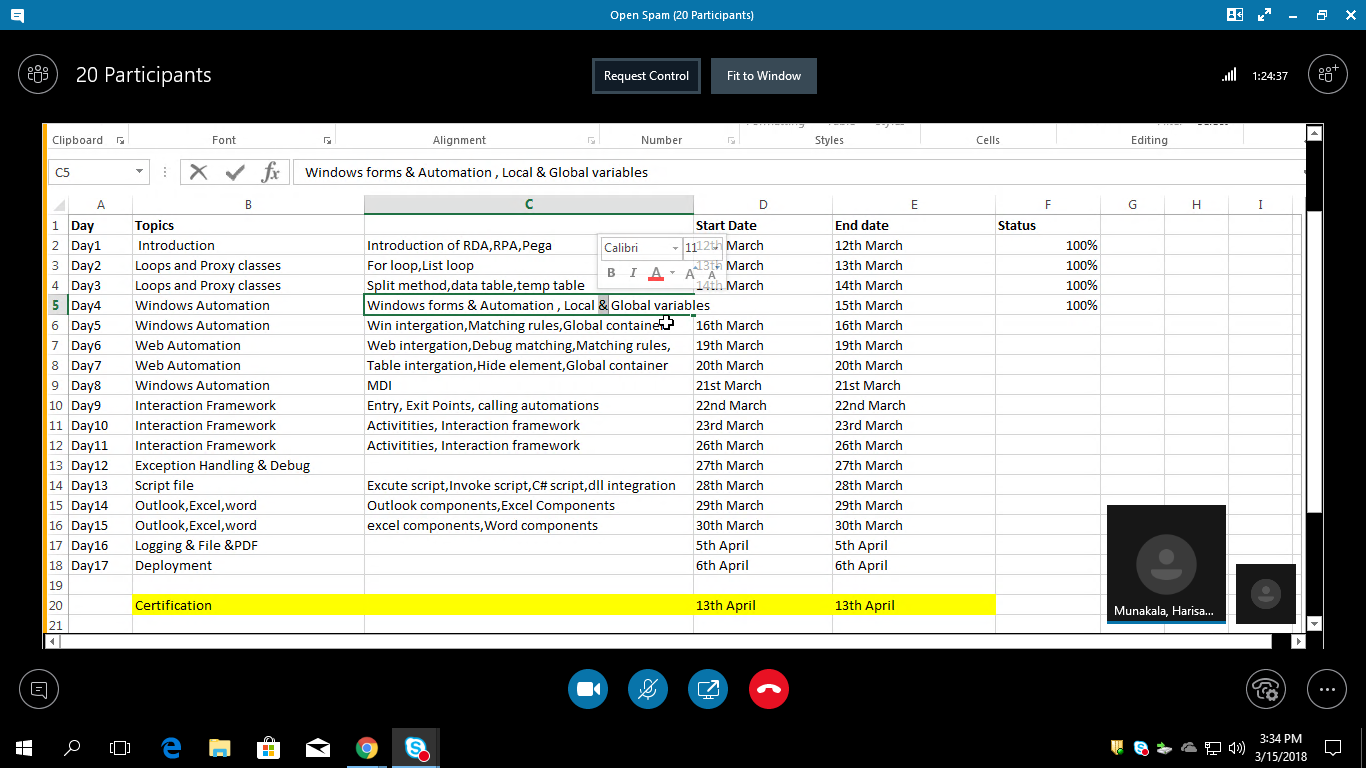 Open Spam (20 Participants)
20 Participants
Request Control
Fit to Window
1:24:37
Clipboard Font Alignment Number Styles Cells Editing
C5 fx Windows forms & Automation , Local & Global variables
A B C D E F G H I
1 Day Topics Start Date End date Status
2 Day1 Introduction Introduction of RDA,RPA,Pega 12th March 12th March 100%
Calibri 11
3 Day2 Loops and Proxy classes For loop,List loop 13th March 13th March 100%
B I A A A
4 Day3 Loops and Proxy classes Split method,data table,temp table 14th March 14th March 100%
5 Day4 Windows Automation Windows forms & Automation , Local & Global variables 15th March 100%
6 Day5 Windows Automation Win intergation,Matching rules,Global container 16th March 16th March
7 Day6 Web Automation Web intergation,Debug matching,Matching rules, 19th March 19th March
8 Day7 Web Automation Table intergation,Hide element,Global container 20th March 20th March
9 Day8 Windows Automation MDI 21st March 21st March
10 Day9 Interaction Framework Entry, Exit Points, calling automations 22nd March 22nd March
11 Day10 Interaction Framework Activitities, Interaction framework 23rd March 23rd March
12 Day11 Interaction Framework Activitities, Interaction framework 26th March 26th March
13 Day12 Exception Handling & Debug 27th March 27th March
14 Day13 Script file Excute script,Invoke script,C# script,dll integration 28th March 28th March
15 Day14 Outlook,Excel,word Outlook components,Excel Components 29th March 29th March
16 Day15 Outlook,Excel,word excel components,Word components 30th March 30th March
17 Day16 Logging & File &PDF 5th April 5th April
18 Day17 Deployment 6th April 6th April
19
20 Certification 13th April 13th April
21
Munakala, Harisa...
3:34 PM
3/15/2018